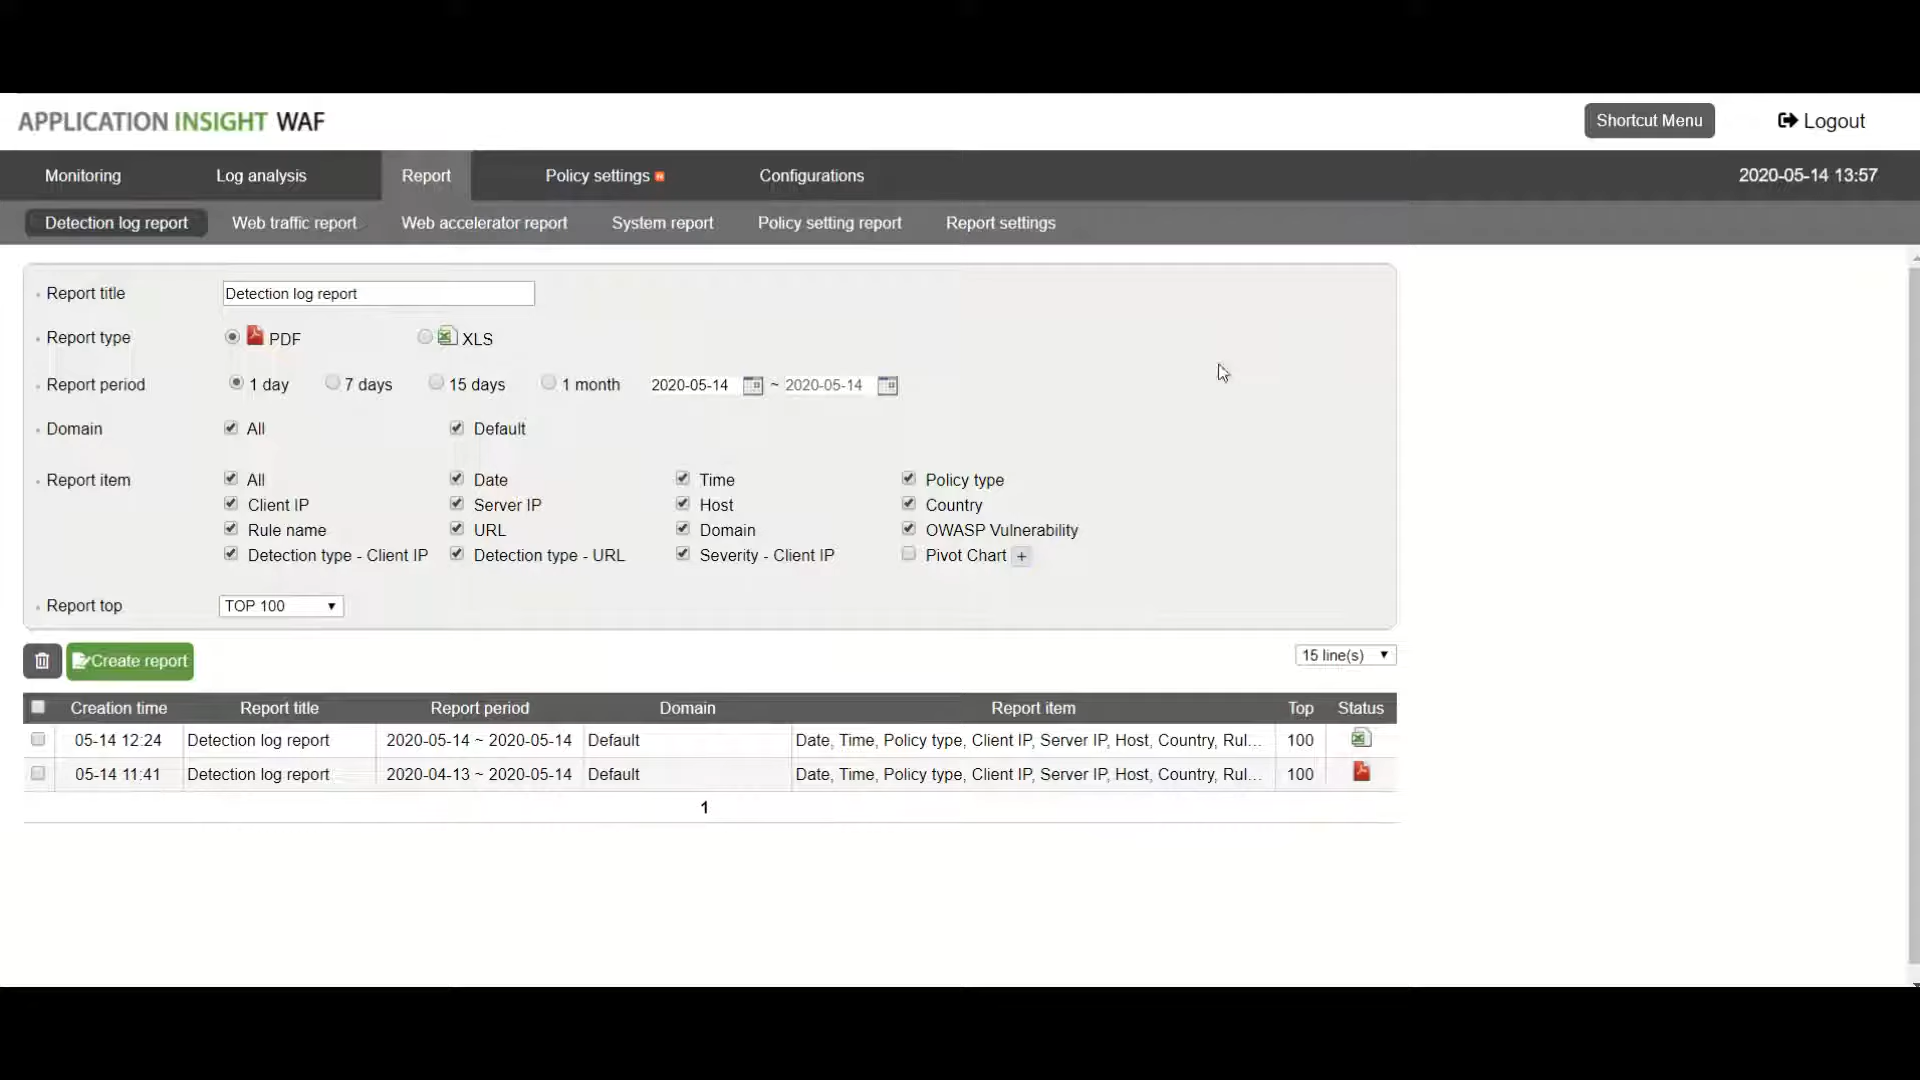 APPLICATION INSIGHT WAF
Shortcut Menu
Logout
Monitoring Log analysis Report Policy settings Configurations 2020-05-14 13:57
Detection log report Web traffic report Web accelerator report System report Policy setting report Report settings
Report title Detection log report
Report type PDF XLS
Report period 1 day 7 days 15 days 1 month 2020-05-14 ~ 2020-05-14
Domain All Default
Report item All Date Time Policy type
Client IP Server IP Host Country
Rule name URL Domain OWASP Vulnerability
Detection type - Client IP Detection type - URL Severity - Client IP Pivot Chart +
Report top TOP 100
Create report 15 line(s)
Creation time Report title Report period Domain Report item Top Status
05-14 12:24 Detection log report 2020-05-14 ~ 2020-05-14 Default Date, Time, Policy type, Client IP, Server IP, Host, Country, Rul... 100
05-14 11:41 Detection log report 2020-04-13 ~ 2020-05-14 Default Date, Time, Policy type, Client IP, Server IP, Host, Country, Rul... 100
1